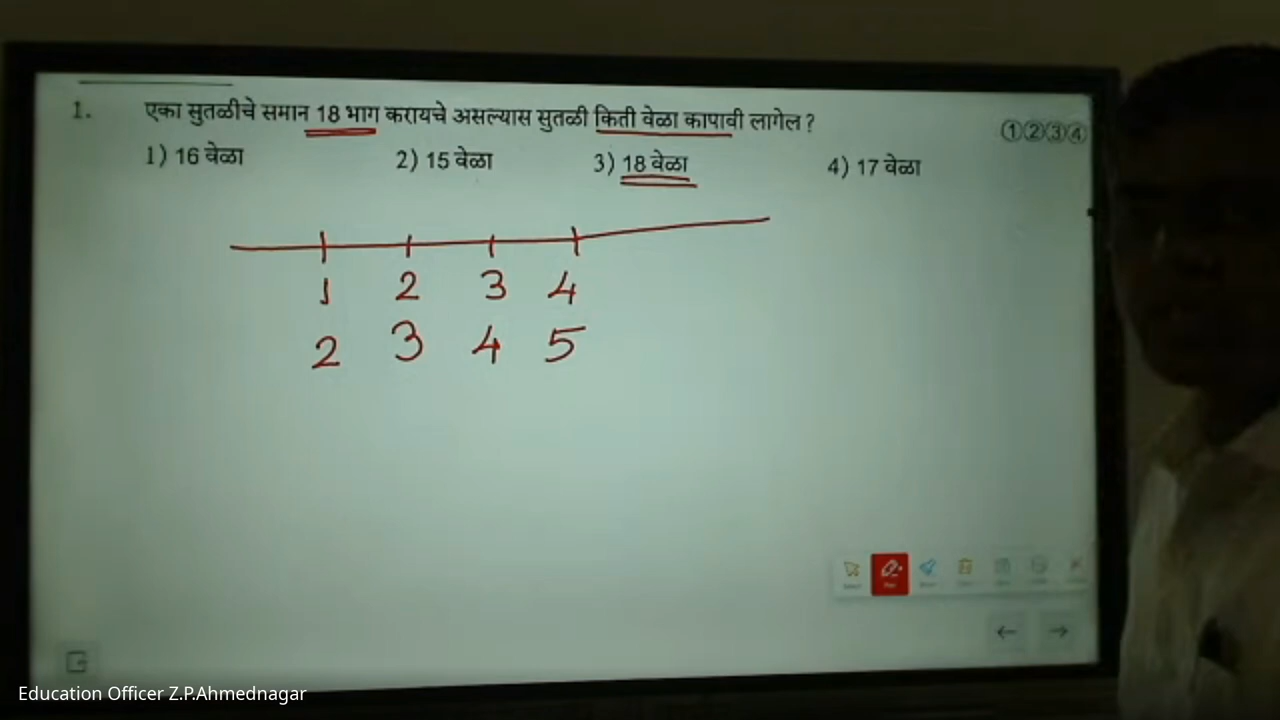 1. एका सुतळीचे समान 18 भाग करायचे असल्यास सुतळी किती वेळा कापावी लागेल ? ①②③④
1) 16 वेळा 2) 15 वेळा 3) 18 वेळा 4) 17 वेळा
1 2 3 4
2 3 4 5
Education Officer Z.P.Ahmednagar